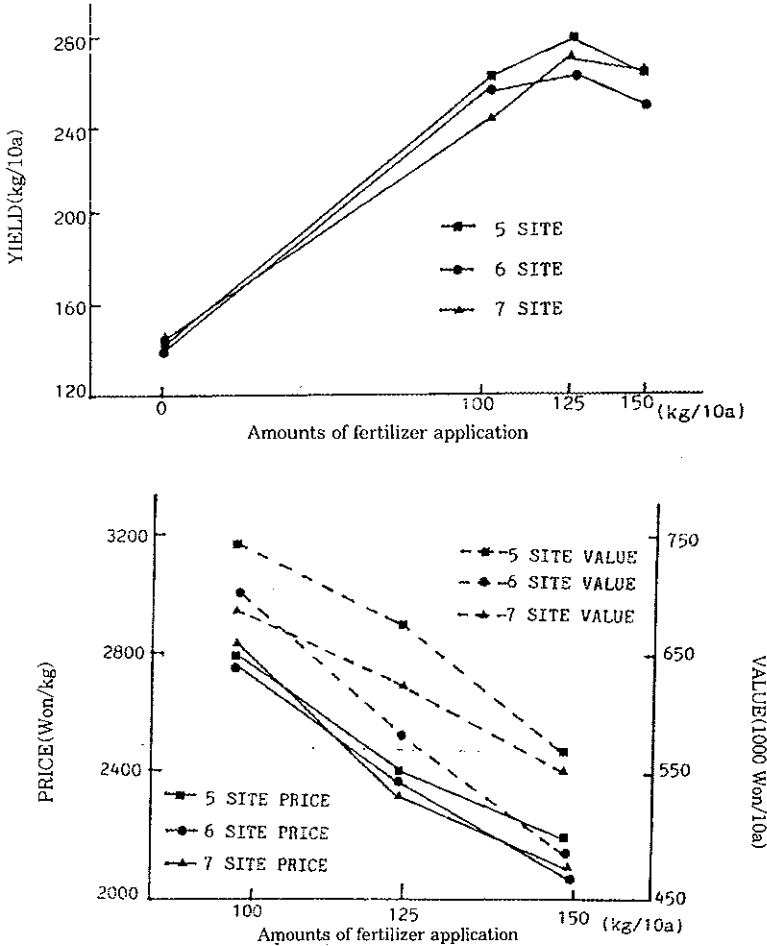 280
240
200
160
120
YIELD(kg/10a)
5 SITE
6 SITE
7 SITE
0 100 125 150 (kg/10a)
Amounts of fertilizer application
3200
2800
2400
2000
PRICE(Won/kg)
750
650
550
450
VALUE(1000 Won/10a)
5 SITE VALUE
6 SITE VALUE
7 SITE VALUE
5 SITE PRICE
6 SITE PRICE
7 SITE PRICE
100 125 150 (kg/10a)
Amounts of fertilizer application